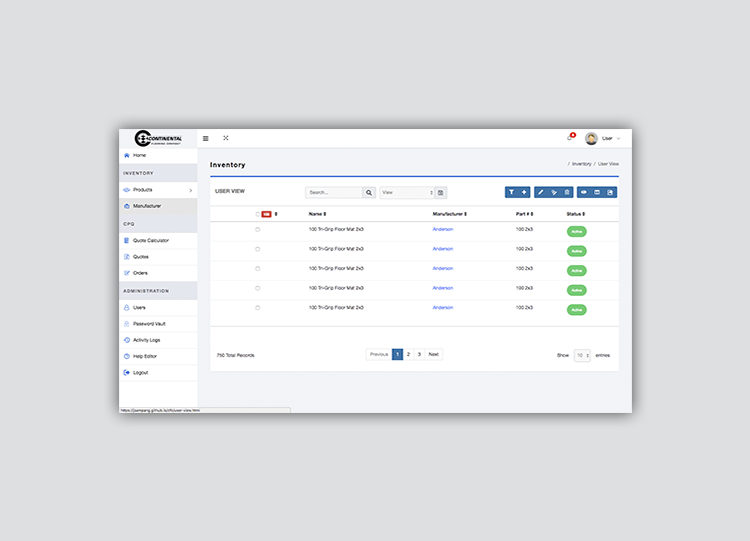 CONTINENTAL
User
Home
INVENTORY
Products
Manufacturer
CPQ
Quote Calculator
Quotes
Orders
ADMINISTRATION
Users
Password Vault
Activity Logs
Help Editor
Logout
Inventory
/ Inventory / User View
USER VIEW
Search...
View
Name
Manufacturer
Part #
Status
100 Tri-Grip Floor Mat 2x3
Anderson
100 2x3
Active
100 Tri-Grip Floor Mat 2x3
Anderson
100 2x3
Active
100 Tri-Grip Floor Mat 2x3
Anderson
100 2x3
Active
100 Tri-Grip Floor Mat 2x3
Anderson
100 2x3
Active
100 Tri-Grip Floor Mat 2x3
Anderson
100 2x3
Active
750 Total Records
Previous 1 2 3 Next
Show 10 entries